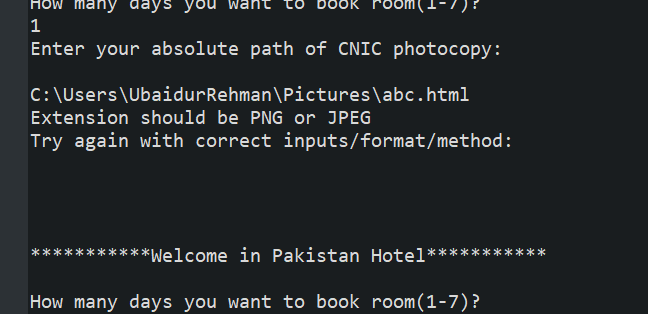 How many days you want to book room(1-7)?
1
Enter your absolute path of CNIC photocopy:
C:\Users\UbaidurRehman\Pictures\abc.html
Extension should be PNG or JPEG
Try again with correct inputs/format/method:
***********Welcome in Pakistan Hotel***********
How many days you want to book room(1-7)?